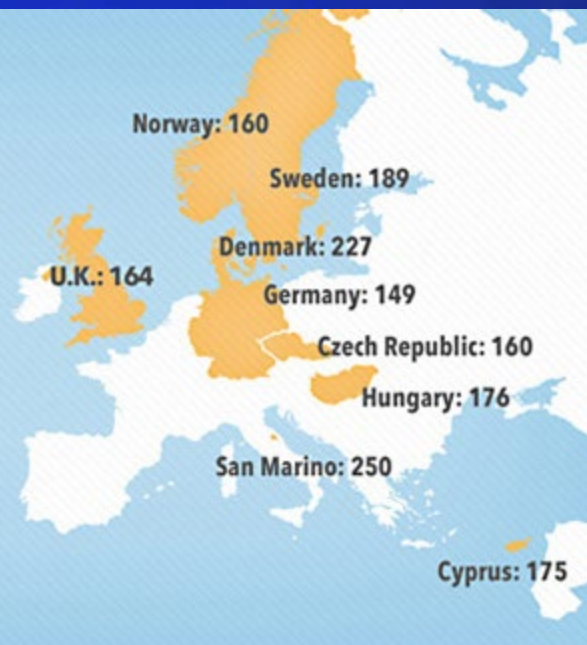 Norway: 160
Sweden: 189
Denmark: 227
U.K.: 164
Germany: 149
Czech Republic: 160
Hungary: 176
San Marino: 250
Cyprus: 175